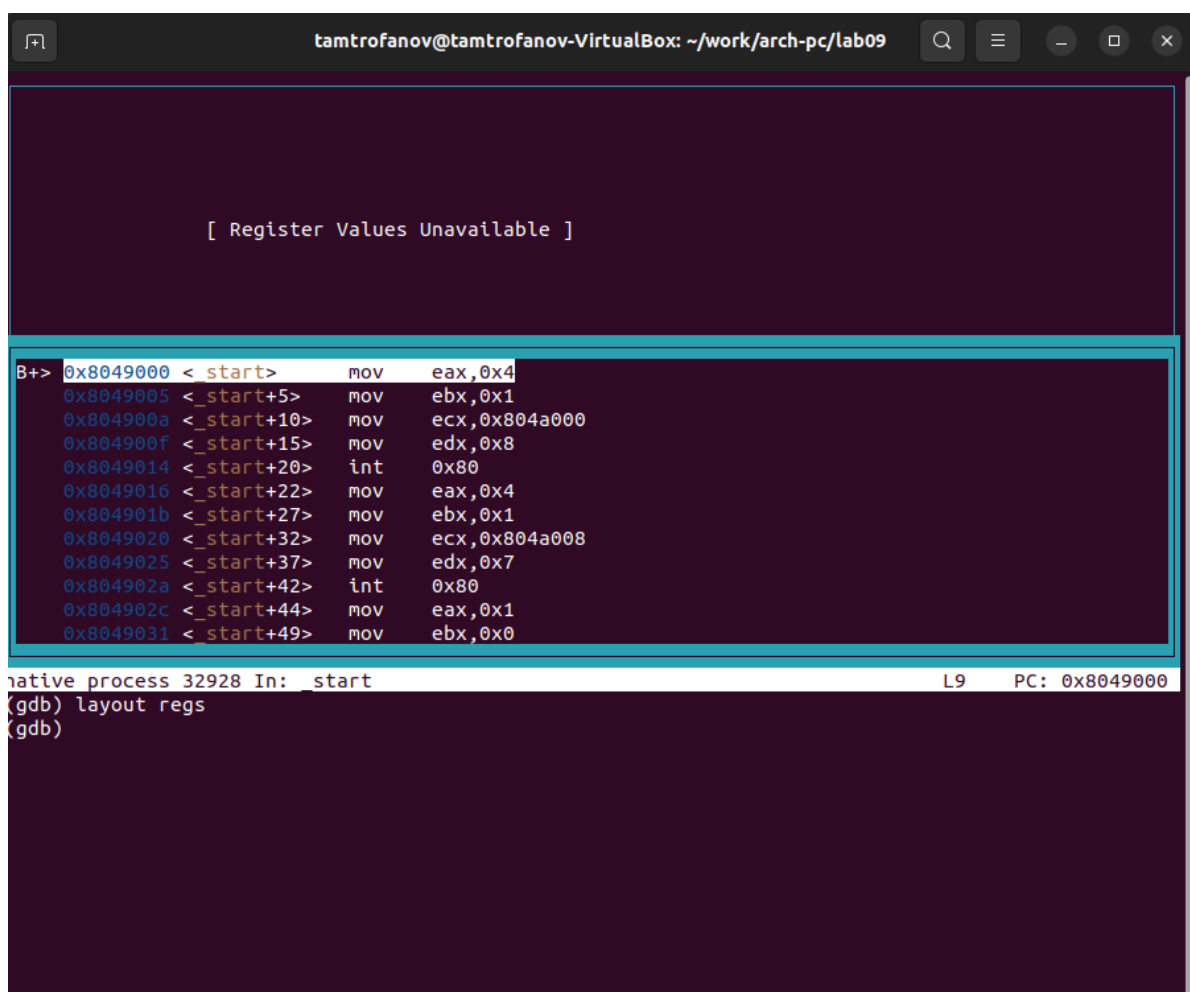 tamtrofanov@tamtrofanov-VirtualBox: ~/work/arch-pc/lab09
[ Register Values Unavailable ]
B+> 0x8049000 <_start>      mov    eax,0x4
0x8049005 <_start+5>    mov    ebx,0x1
0x804900a <_start+10>   mov    ecx,0x804a000
0x804900f <_start+15>   mov    edx,0x8
0x8049014 <_start+20>   int    0x80
0x8049016 <_start+22>   mov    eax,0x4
0x804901b <_start+27>   mov    ebx,0x1
0x8049020 <_start+32>   mov    ecx,0x804a008
0x8049025 <_start+37>   mov    edx,0x7
0x804902a <_start+42>   int    0x80
0x804902c <_start+44>   mov    eax,0x1
0x8049031 <_start+49>   mov    ebx,0x0
native process 32928 In: _start L9 PC: 0x8049000
(gdb) layout regs
(gdb)